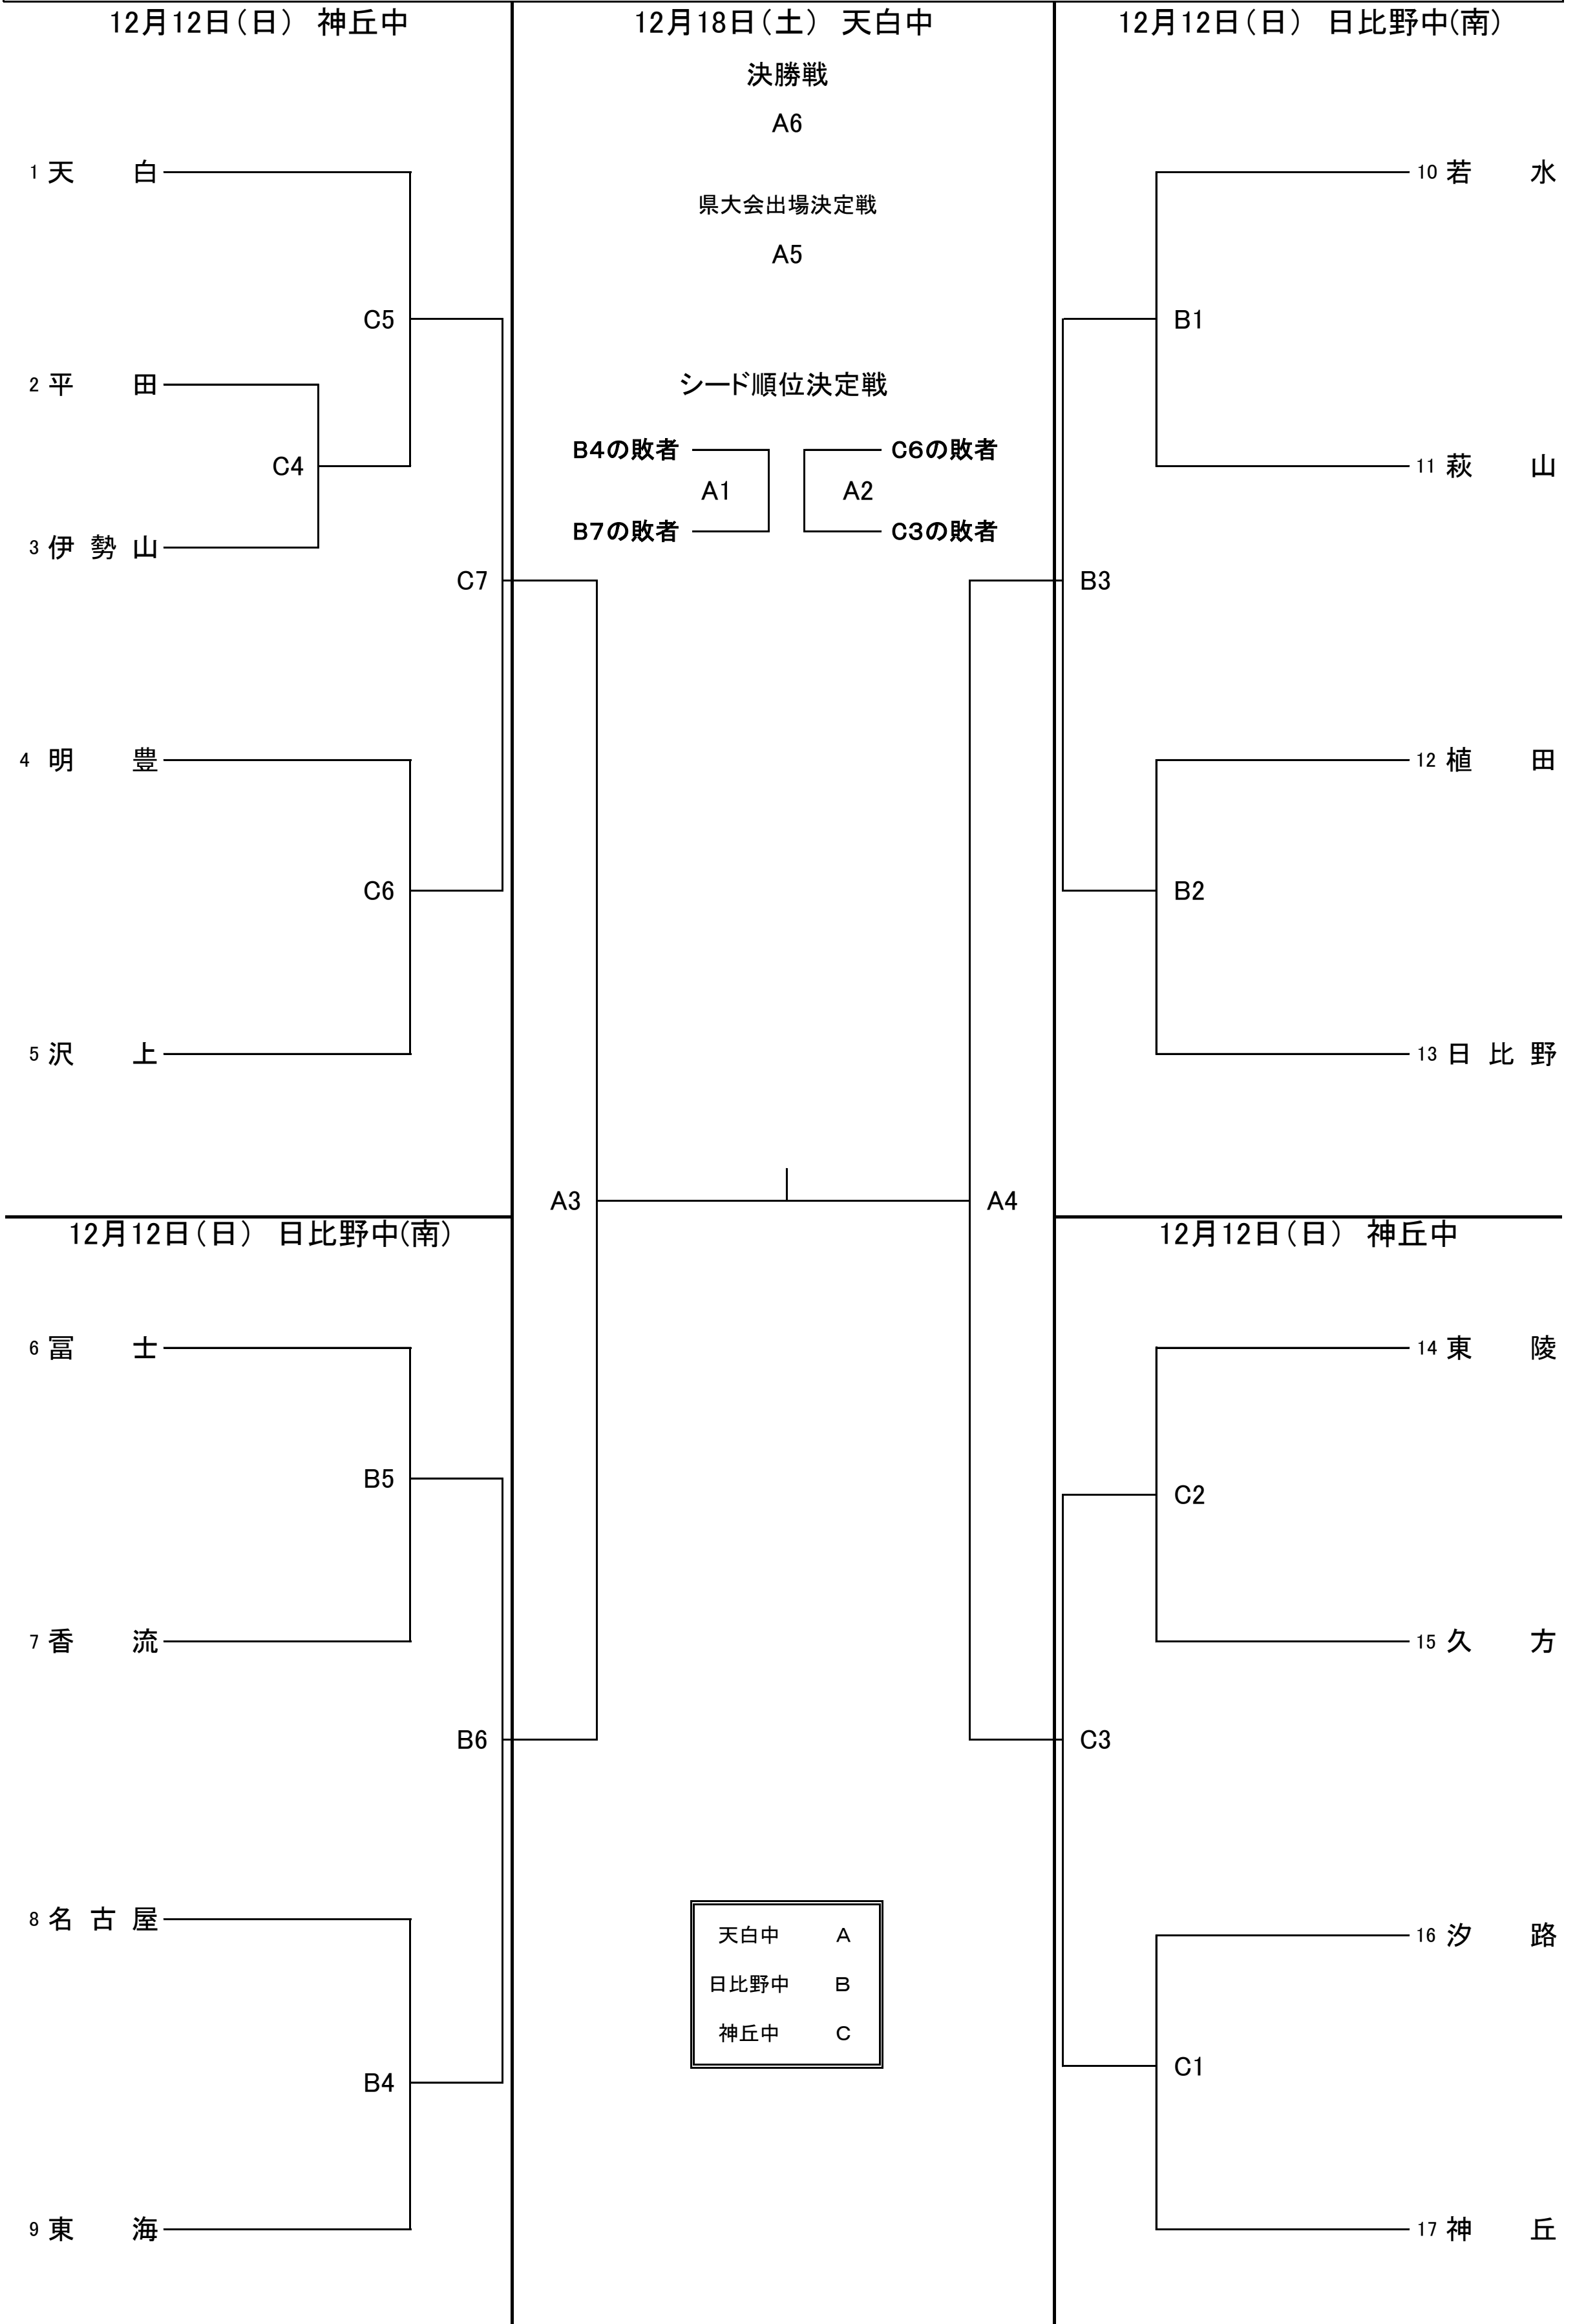 12月12日（日） 神丘中
1 天 白
C5
2 平 田
C4
3 伊 勢 山
C7
4 明 豊
C6
5 沢 上
12月12日（日） 日比野中(南)
6 冨 士
B5
7 香 流
B6
8 名 古 屋
B4
9 東 海
12月18日（土） 天白中
決勝戦
A6
県大会出場決定戦
A5
シード順位決定戦
B4の敗者 C6の敗者
A1 A2
B7の敗者 C3の敗者
A3 A4
天白中 A
日比野中 B
神丘中 C
12月12日（日） 日比野中(南)
10 若 水
B1
11 萩 山
B3
12 植 田
B2
13 日 比 野
12月12日（日） 神丘中
14 東 陵
C2
15 久 方
C3
16 汐 路
C1
17 神 丘